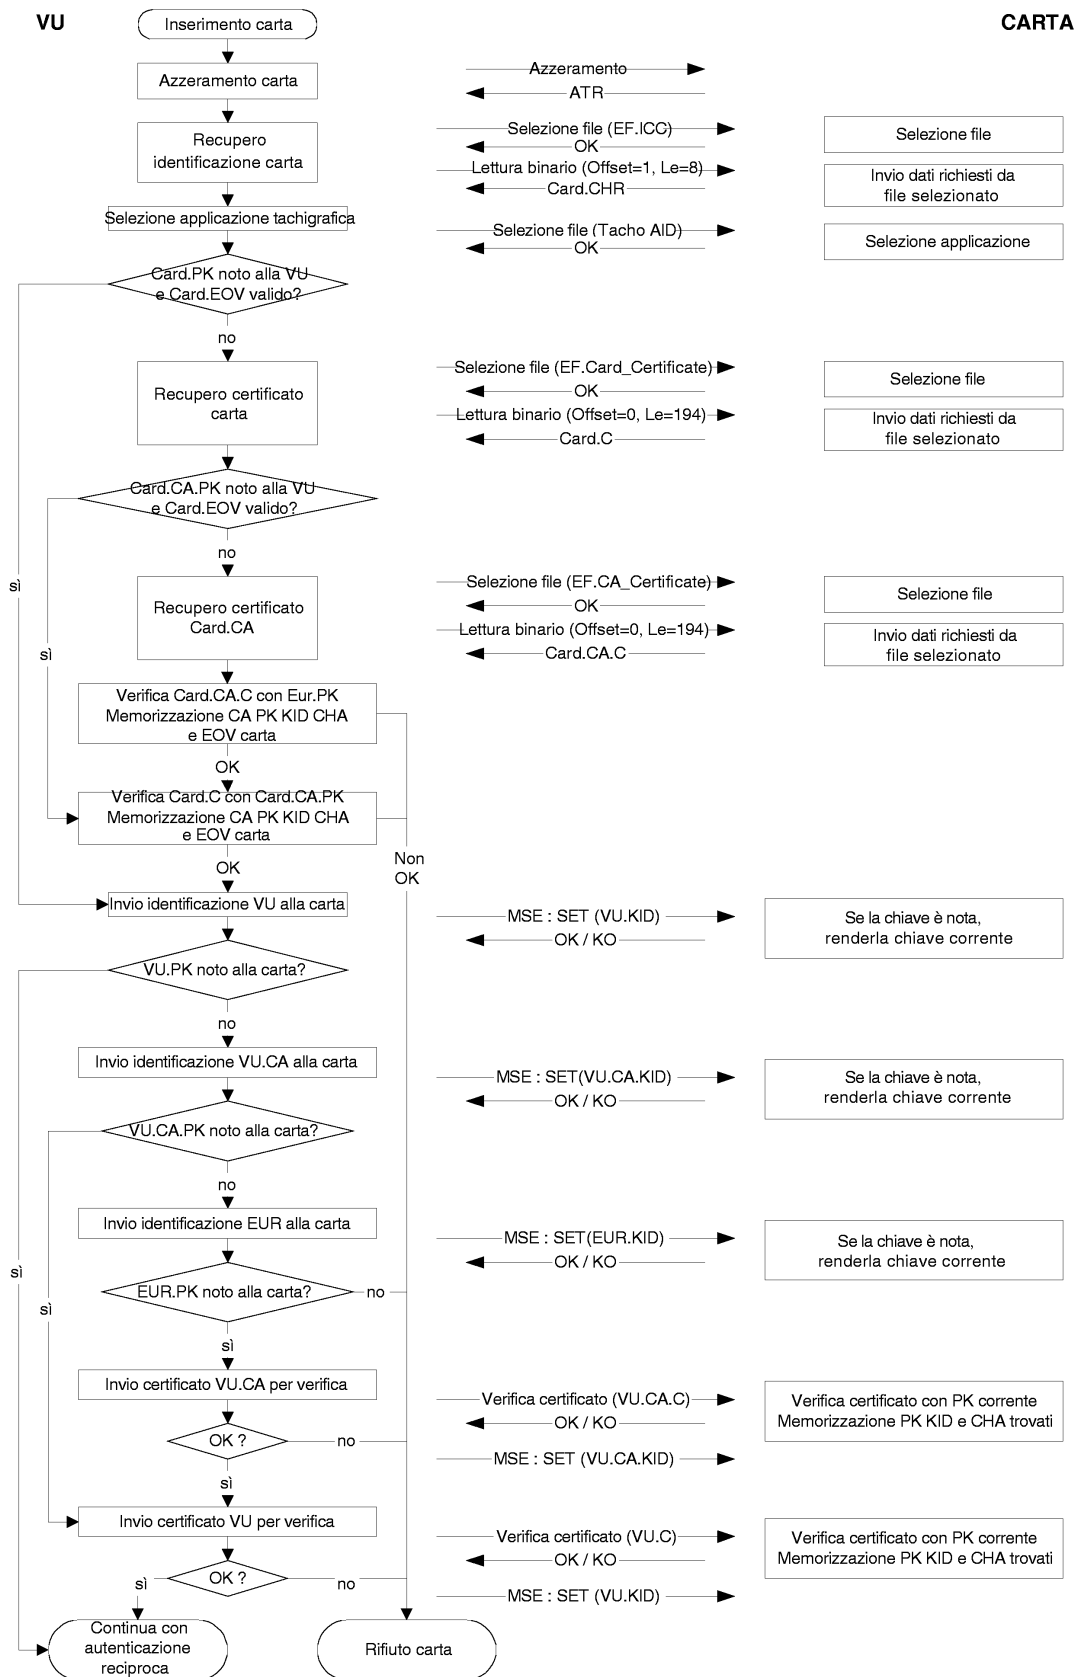 VU
CARTA
Inserimento carta
Azzeramento carta
Azzeramento
ATR
Recupero
identificazione carta
Selezione file (EF.ICC)
OK
Selezione file
Lettura binario (Offset=1, Le=8)
Card.CHR
Invio dati richiesti da
file selezionato
Selezione applicazione tachigrafica
Selezione file (Tacho AID)
OK
Selezione applicazione
Card.PK noto alla VU
e Card.EOV valido?
no
Recupero certificato
carta
Selezione file (EF.Card_Certificate)
OK
Selezione file
Lettura binario (Offset=0, Le=194)
Card.C
Invio dati richiesti da
file selezionato
Card.CA.PK noto alla VU
e Card.EOV valido?
no
sì
Recupero certificato
Card.CA
Selezione file (EF.CA_Certificate)
OK
Selezione file
Lettura binario (Offset=0, Le=194)
Card.CA.C
Invio dati richiesti da
file selezionato
sì
Verifica Card.CA.C con Eur.PK
Memorizzazione CA PK KID CHA
e EOV carta
OK
Verifica Card.C con Card.CA.PK
Memorizzazione CA PK KID CHA
e EOV carta
OK
Non
OK
Invio identificazione VU alla carta
MSE : SET (VU.KID)
OK / KO
Se la chiave è nota,
renderla chiave corrente
VU.PK noto alla carta?
no
Invio identificazione VU.CA alla carta
MSE : SET(VU.CA.KID)
OK / KO
Se la chiave è nota,
renderla chiave corrente
VU.CA.PK noto alla carta?
no
Invio identificazione EUR alla carta
MSE : SET(EUR.KID)
OK / KO
Se la chiave è nota,
renderla chiave corrente
sì
EUR.PK noto alla carta?
no
sì
sì
Invio certificato VU.CA per verifica
Verifica certificato (VU.CA.C)
OK / KO
Verifica certificato con PK corrente
Memorizzazione PK KID e CHA trovati
OK ?
no
MSE : SET (VU.CA.KID)
sì
Invio certificato VU per verifica
Verifica certificato (VU.C)
OK / KO
Verifica certificato con PK corrente
Memorizzazione PK KID e CHA trovati
OK ?
sì
no
MSE : SET (VU.KID)
Continua con
autenticazione
reciproca
Rifiuto carta